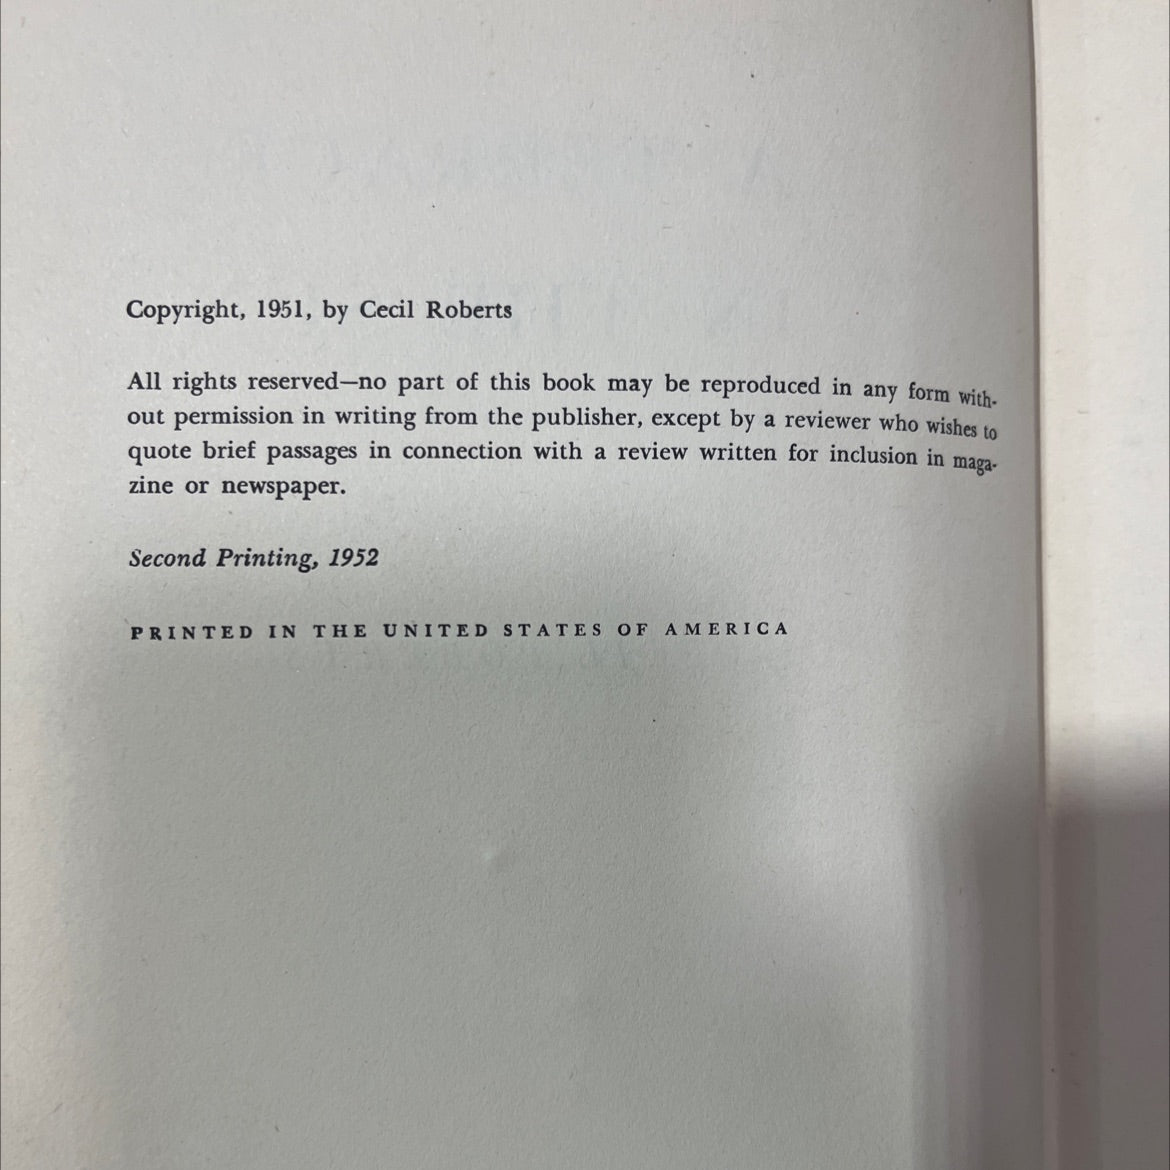 Copyright, 1951, by Cecil Roberts
All rights reserved—no part of this book may be reproduced in any form with-
out permission in writing from the publisher, except by a reviewer who wishes to
quote brief passages in connection with a review written for inclusion in maga-
zine or newspaper.
Second Printing, 1952
PRINTED IN THE UNITED STATES OF AMERICA